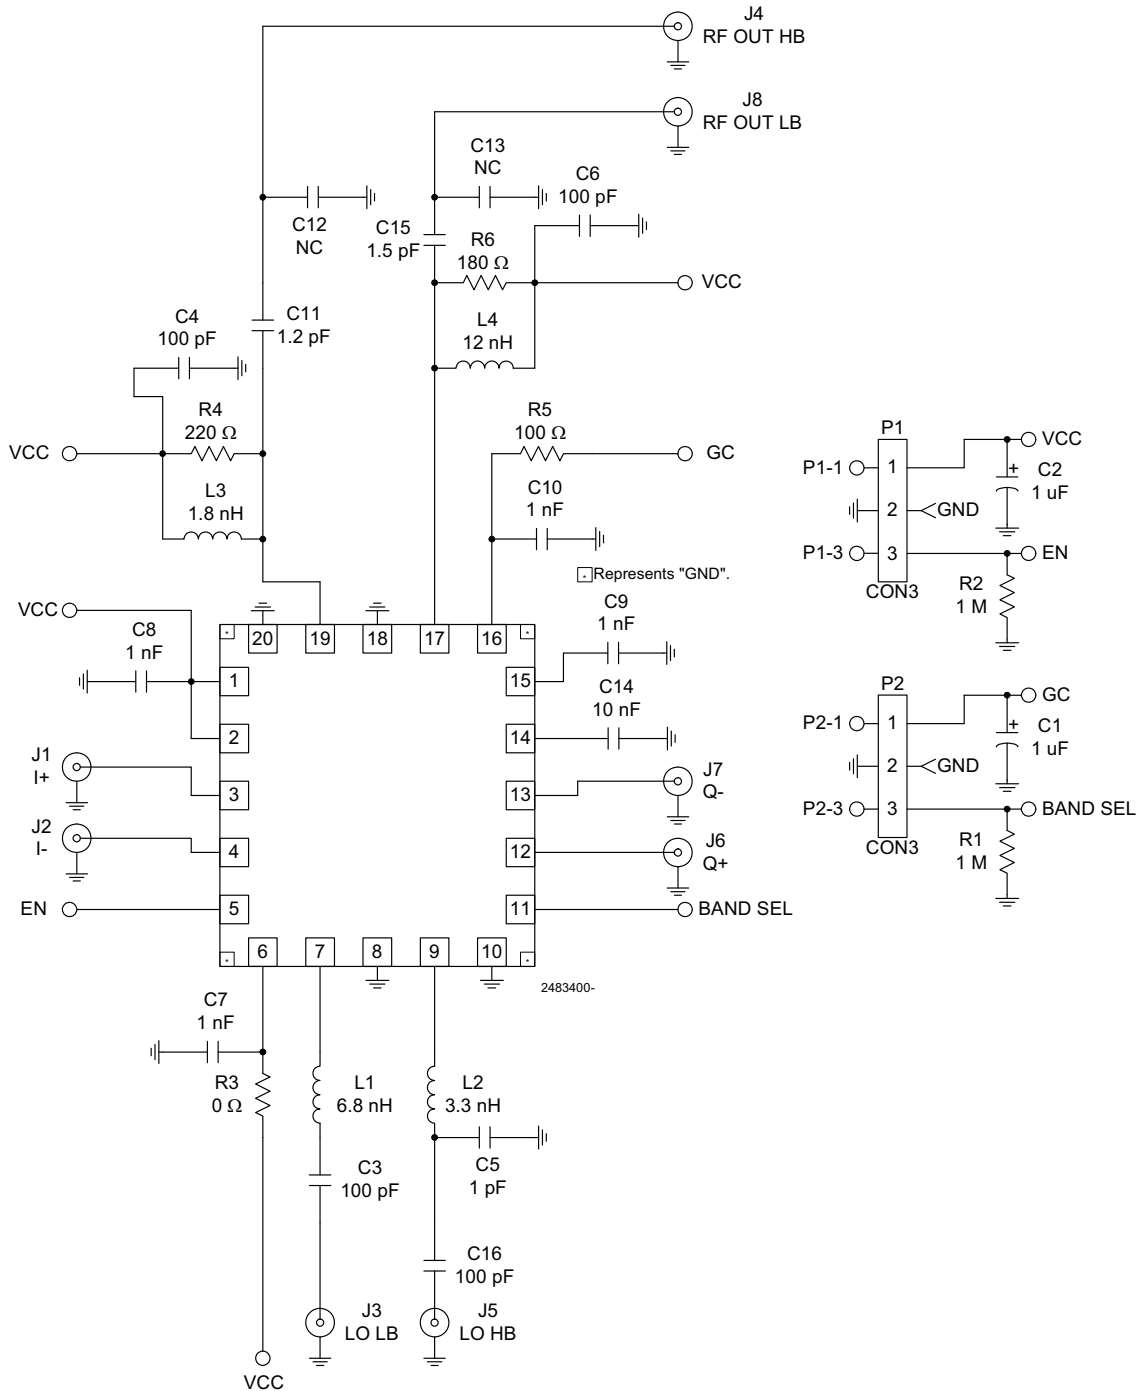 J4
RF OUT HB
J8
RF OUT LB
C13
NC
C6
100 pF
C12
NC
C15
1.5 pF
R6
180 Ω
VCC
C4
100 pF
C11
1.2 pF
L4
12 nH
R4
220 Ω
VCC
L3
1.8 nH
R5
100 Ω
GC
C10
1 nF
* Represents "GND".
P1
P1-1
1
VCC
C2
+
1 uF
2
GND
P1-3
3
EN
CON3
R2
1 M
VCC
C8
1 nF
C9
1 nF
C14
10 nF
* 20 19 18 17 16 *
1
2
3
4
5
15
14
13
12
11
J1
I+
J2
I-
EN
J7
Q-
J6
Q+
BAND SEL
* 6 7 8 9 10 *
2483400-
P2
P2-1
1
GC
C1
+
1 uF
2
GND
P2-3
3
BAND SEL
CON3
R1
1 M
C7
1 nF
R3
0 Ω
L1
6.8 nH
L2
3.3 nH
C3
100 pF
C5
1 pF
C16
100 pF
J3
LO LB
J5
LO HB
VCC